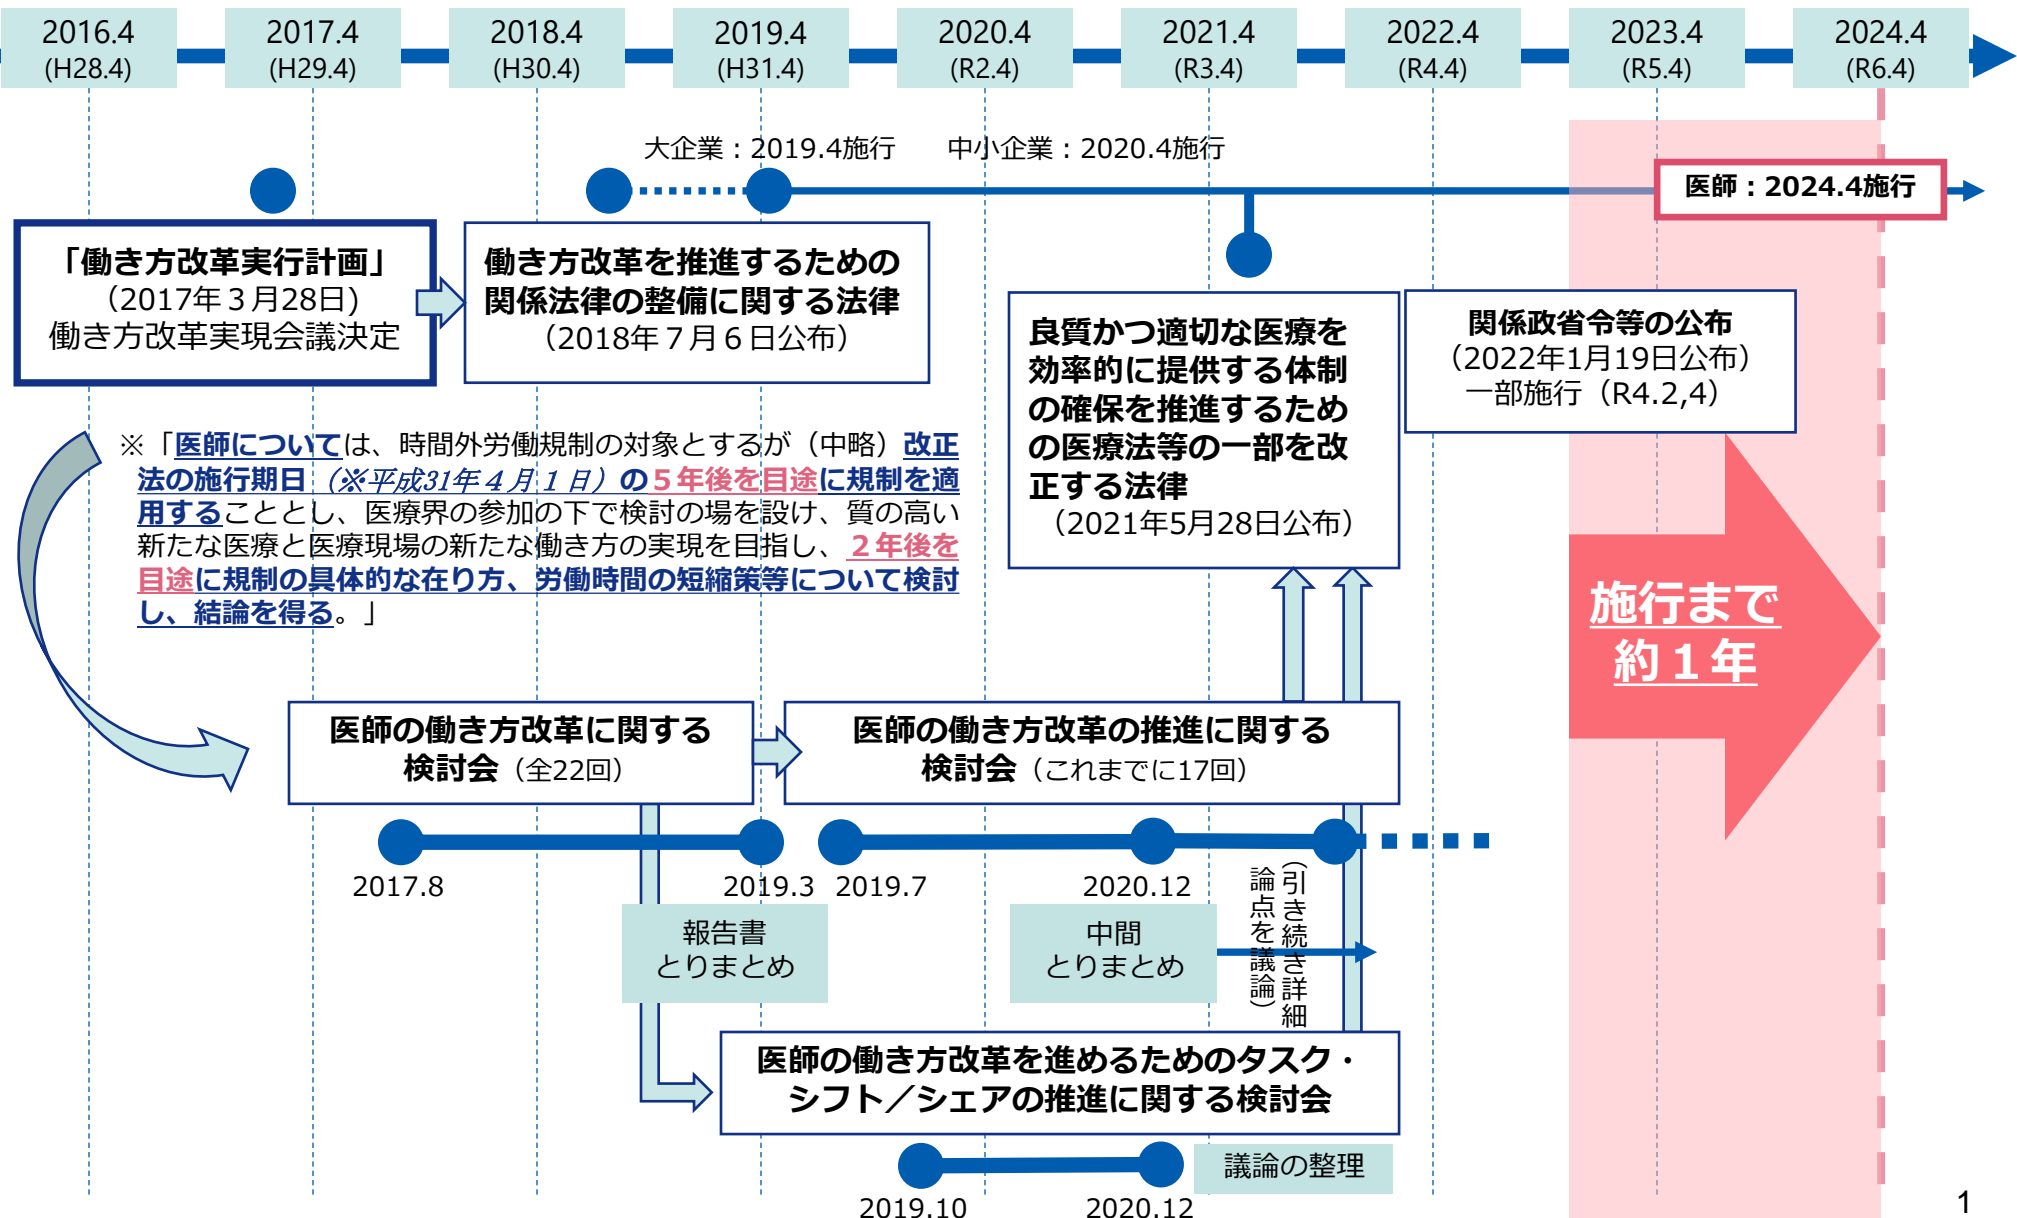 2016.4
(H28.4)
2017.4
(H29.4)
2018.4
(H30.4)
2019.4
(H31.4)
2020.4
(R2.4)
2021.4
(R3.4)
2022.4
(R4.4)
2023.4
(R5.4)
2024.4
(R6.4)
大企業：2019.4施行
中小企業：2020.4施行
医師：2024.4施行
「働き方改革実行計画」
（2017年３月28日)
働き方改革実現会議決定
働き方改革を推進するための
関係法律の整備に関する法律
（2018年７月６日公布）
良質かつ適切な医療を
効率的に提供する体制
の確保を推進するため
の医療法等の一部を改
正する法律
（2021年5月28日公布）
関係政省令等の公布
（2022年1月19日公布）
一部施行（R4.2,4）
※「医師については、時間外労働規制の対象とするが（中略）改正
法の施行期日（※平成31年４月１日）の５年後を目途に規制を適
用することとし、医療界の参加の下で検討の場を設け、質の高い
新たな医療と医療現場の新たな働き方の実現を目指し、２年後を
目途に規制の具体的な在り方、労働時間の短縮策等について検討
し、結論を得る。」
施行まで
約１年
医師の働き方改革に関する
検討会（全22回）
医師の働き方改革の推進に関する
検討会（これまでに17回）
2017.8
2019.3
2019.7
2020.12
（引き続き詳細
論点を議論）
報告書
とりまとめ
中間
とりまとめ
医師の働き方改革を進めるためのタスク・
シフト／シェアの推進に関する検討会
議論の整理
2019.10
2020.12
1